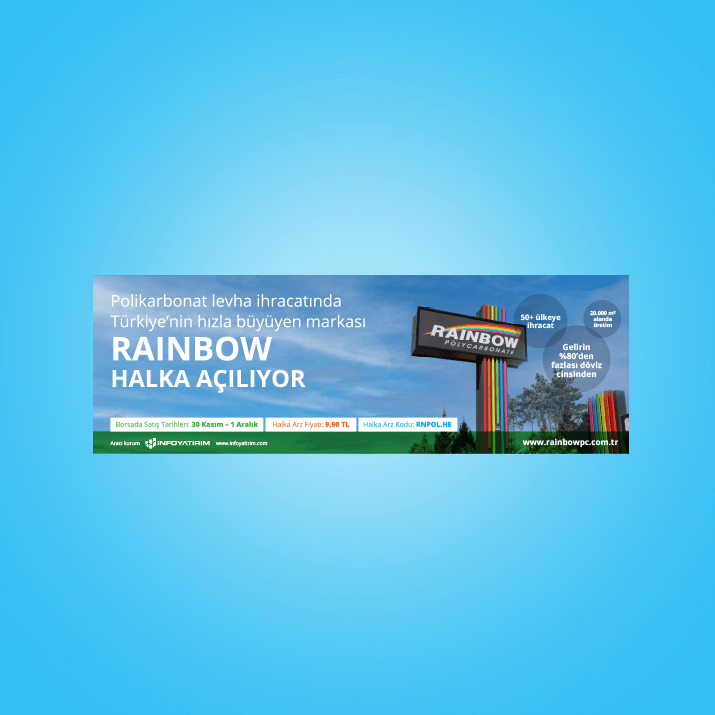 Polikarbonat levha ihracatında
Türkiye'nin hızla büyüyen markası
RAINBOW
HALKA AÇILIYOR
RAINBOW
POLYCARBONATE
50+ ülkeye
ihracat
20.000 m²
alanda
üretim
Gelirin
%80'den
fazlası döviz
cinsinden
Borsada Satış Tarihleri: 30 Kasım – 1 Aralık
Halka Arz Fiyatı: 9,90 TL
Halka Arz Kodu: RNPOL.HE
Aracı kurum
INFOYATIRIM
www.infoyatirim.com
www.rainbowpc.com.tr